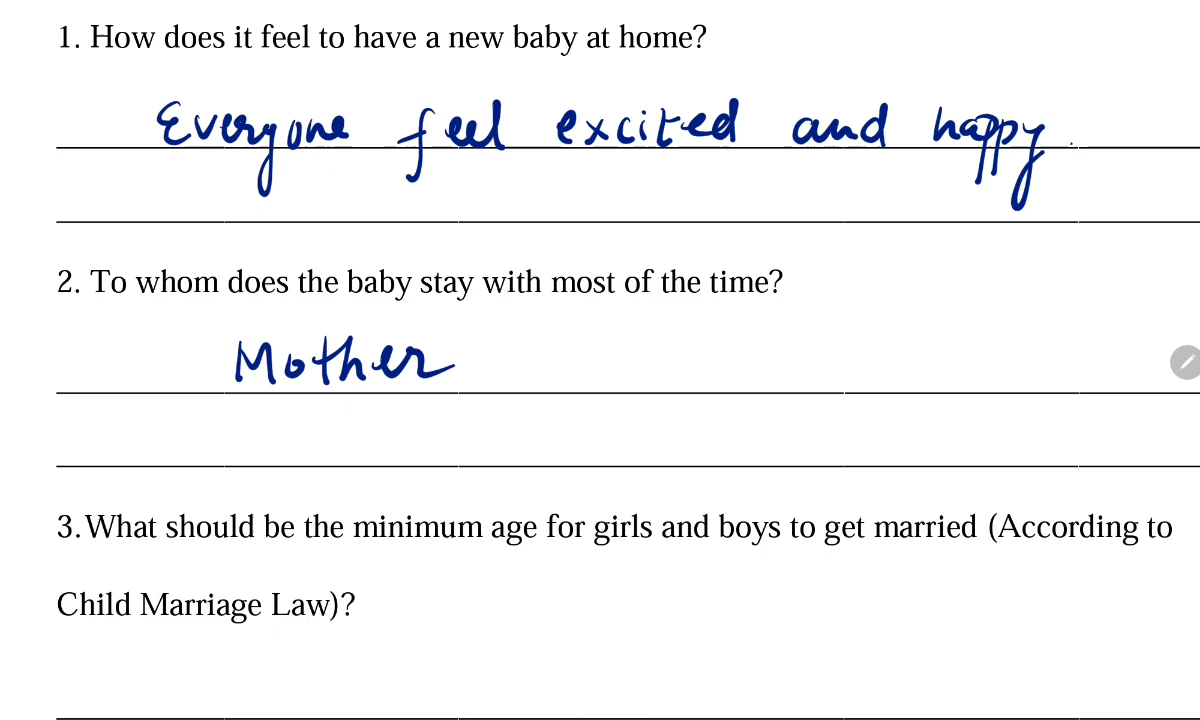 1. How does it feel to have a new baby at home?
Everyone feel excited and happy.
2. To whom does the baby stay with most of the time?
Mother
3.What should be the minimum age for girls and boys to get married (According to
Child Marriage Law)?